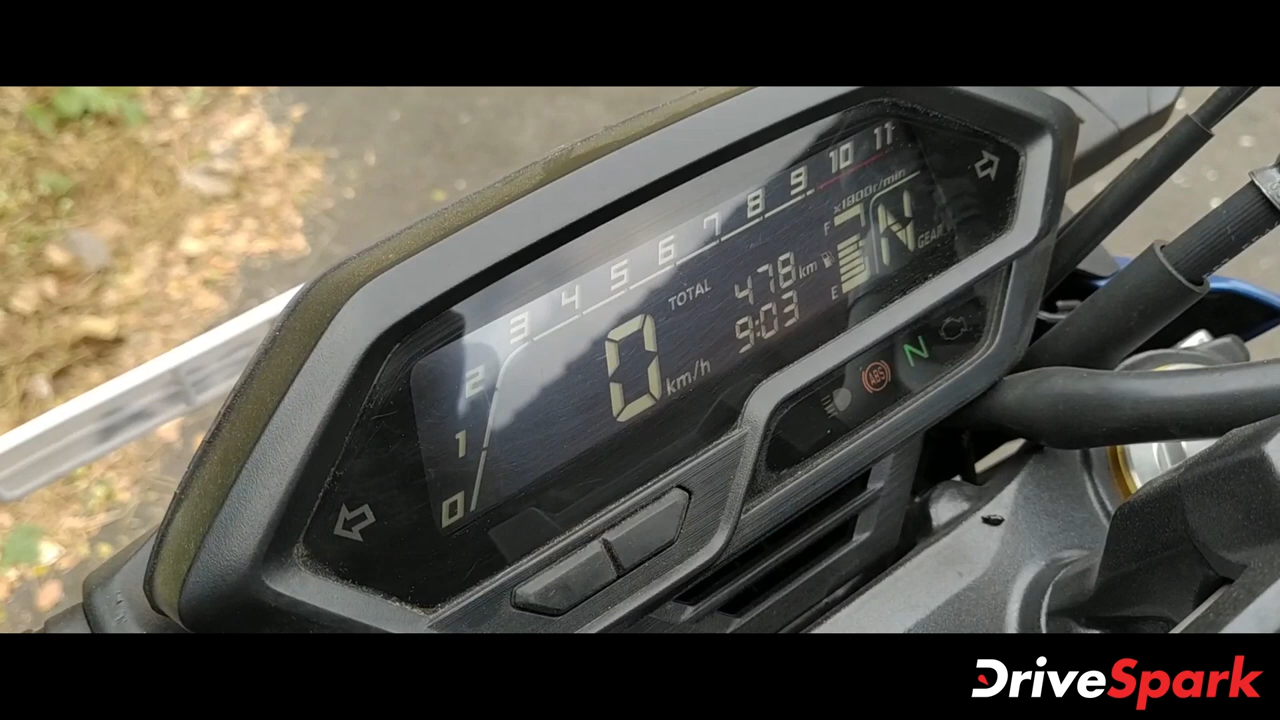 0 1 2 3 4 5 6 7 8 9 10 11
x1000r/min
TOTAL 478 km
9:03
0 km/h
F
E
N
GEAR
ABS
N
DriveSpark